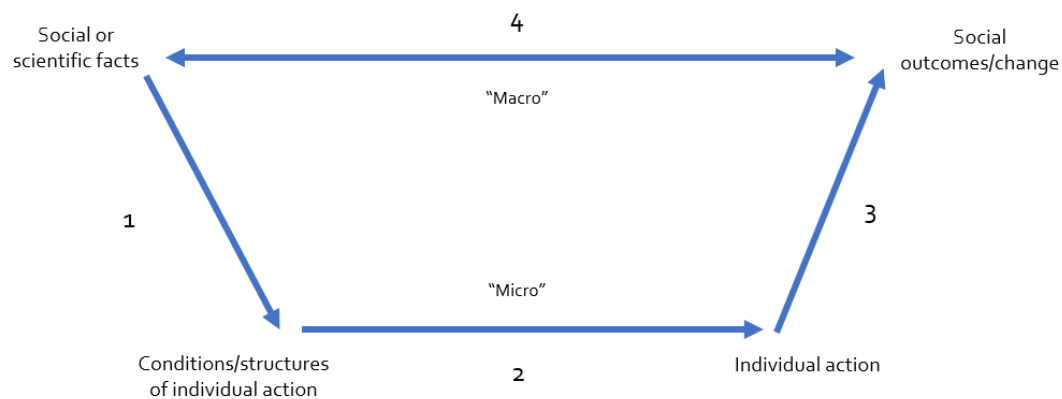 4
Social or
scientific facts
Social
outcomes/change
“Macro”
1
3
“Micro”
Conditions/structures
of individual action
2
Individual action